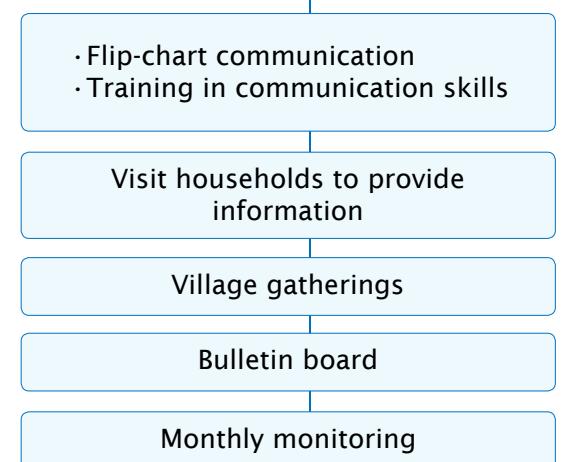 ·Flip-chart communication
·Training in communication skills
Visit households to provide
information
Village gatherings
Bulletin board
Monthly monitoring